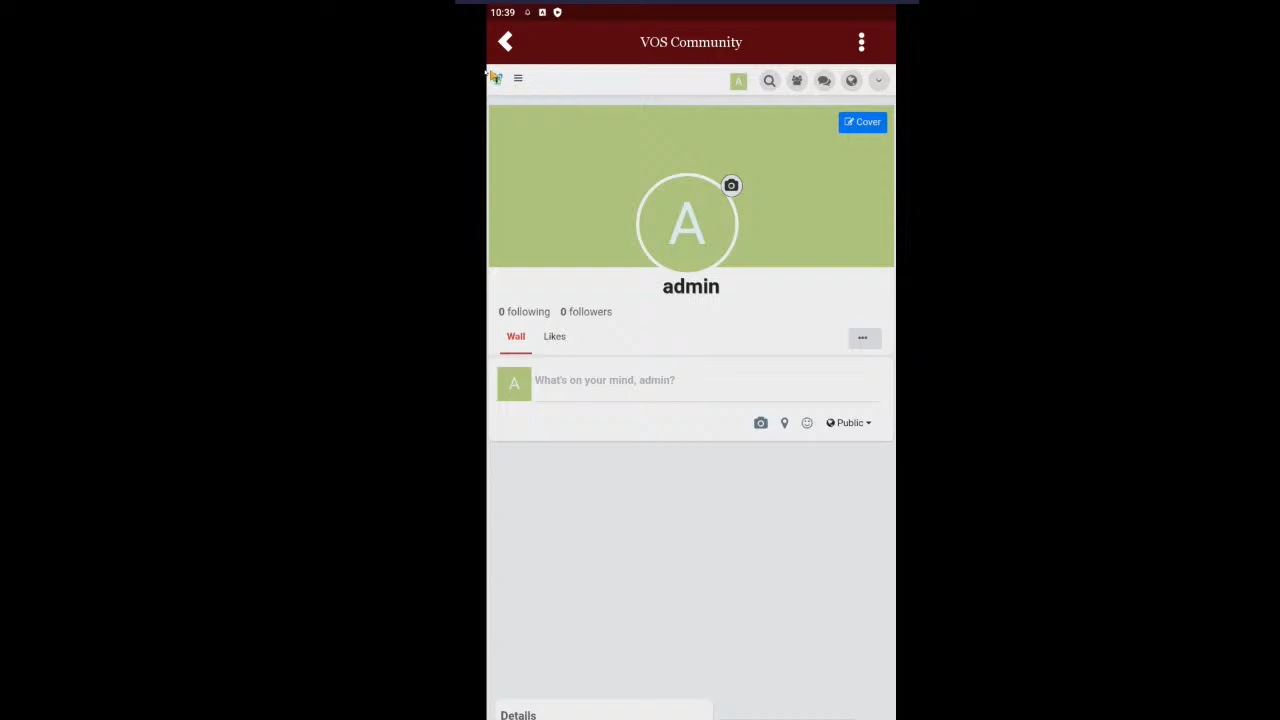 10:39
VOS Community
A
Cover
A
admin
0 following 0 followers
Wall Likes
A What's on your mind, admin?
Public
Details